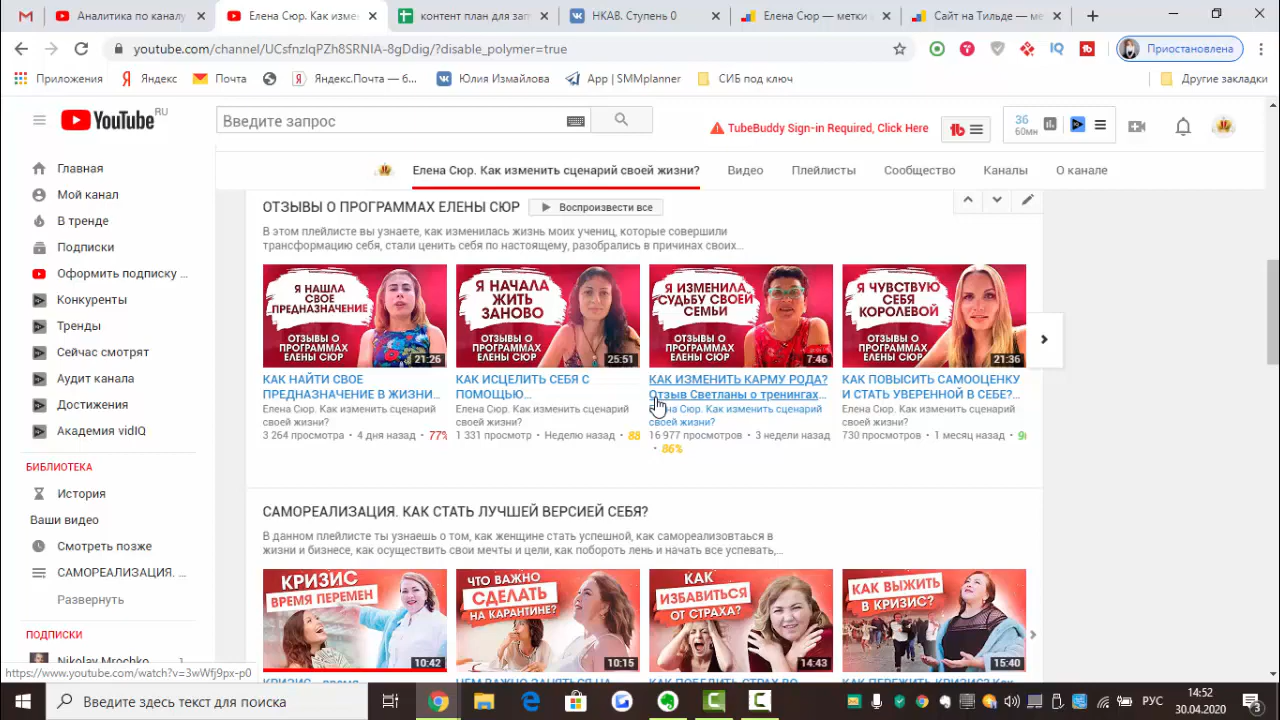 Аналитика по каналу
Елена Сюр. Как изме
контент план для зап
НКАВ. Ступень 0
Елена Сюр — метки
Сайт на Тильде — ме
youtube.com/channel/UCsfnzlqPZh8SRNIA-8gDdig/?disable_polymer=true
Приостановлена
Приложения
Яндекс
Почта
Яндекс.Почта — б...
Юлия Измайлова
App | SMMplanner
СИБ под ключ
Другие закладки
YouTube RU
Введите запрос
TubeBuddy Sign-in Required, Click Here
36
60мн
Елена Сюр. Как изменить сценарий своей жизни?
Видео
Плейлисты
Сообщество
Каналы
О канале
Главная
Мой канал
В тренде
Подписки
Оформить подписку ...
Конкуренты
Тренды
Сейчас смотрят
Аудит канала
Достижения
Академия vidIQ
БИБЛИОТЕКА
История
Ваши видео
Смотреть позже
САМОРЕАЛИЗАЦИЯ. ...
Развернуть
ПОДПИСКИ
Nikolay Mrochko
ОТЗЫВЫ О ПРОГРАММАХ ЕЛЕНЫ СЮР
Воспроизвести все
В этом плейлисте вы узнаете, как изменилась жизнь моих учениц, которые совершили
трансформацию себя, стали ценить себя по настоящему, разобрались в причинах своих...
Я НАШЛА
СВОЕ
ПРЕДНАЗНАЧЕНИЕ
ОТЗЫВЫ О
ПРОГРАММАХ
ЕЛЕНЫ СЮР
21:26
КАК НАЙТИ СВОЕ
ПРЕДНАЗНАЧЕНИЕ В ЖИЗНИ...
Елена Сюр. Как изменить сценарий
своей жизни?
3 264 просмотра • 4 дня назад • 77%
Я НАЧАЛА
ЖИТЬ
ЗАНОВО
ОТЗЫВЫ О
ПРОГРАММАХ
ЕЛЕНЫ СЮР
25:51
КАК ИСЦЕЛИТЬ СЕБЯ С
ПОМОЩЬЮ...
Елена Сюр. Как изменить сценарий
своей жизни?
1 331 просмотр • Неделю назад • 88
Я ИЗМЕНИЛА
СУДЬБУ СВОЕЙ
СЕМЬИ
ОТЗЫВЫ О
ПРОГРАММАХ
ЕЛЕНЫ СЮР
7:46
КАК ИЗМЕНИТЬ КАРМУ РОДА?
Отзыв Светланы о тренингах...
Елена Сюр. Как изменить сценарий
своей жизни?
16 977 просмотров • 3 недели назад
• 86%
Я ЧУВСТВУЮ
СЕБЯ
КОРОЛЕВОЙ
ОТЗЫВЫ О
ПРОГРАММАХ
ЕЛЕНЫ СЮР
21:36
КАК ПОВЫСИТЬ САМООЦЕНКУ
И СТАТЬ УВЕРЕННОЙ В СЕБЕ?...
Елена Сюр. Как изменить сценарий
своей жизни?
730 просмотров • 1 месяц назад
САМОРЕАЛИЗАЦИЯ. КАК СТАТЬ ЛУЧШЕЙ ВЕРСИЕЙ СЕБЯ?
В данном плейлисте ты узнаешь о том, как женщине стать успешной, как самореализовтаься в
жизни и бизнесе, как осуществить свои мечты и цели, как побороть лень и начать все успевать,...
КРИЗИС
ВРЕМЯ ПЕРЕМЕН
10:42
ЧТО ВАЖНО
СДЕЛАТЬ
НА КАРАНТИНЕ?
10:15
КАК
ИЗБАВИТЬСЯ
ОТ СТРАХА?
14:43
КАК ВЫЖИТЬ
В КРИЗИС?
15:40
https://www.youtube.com/watch?v=3wWfj9px-p0
Введите здесь текст для поиска
РУС
14:52
30.04.2020
3